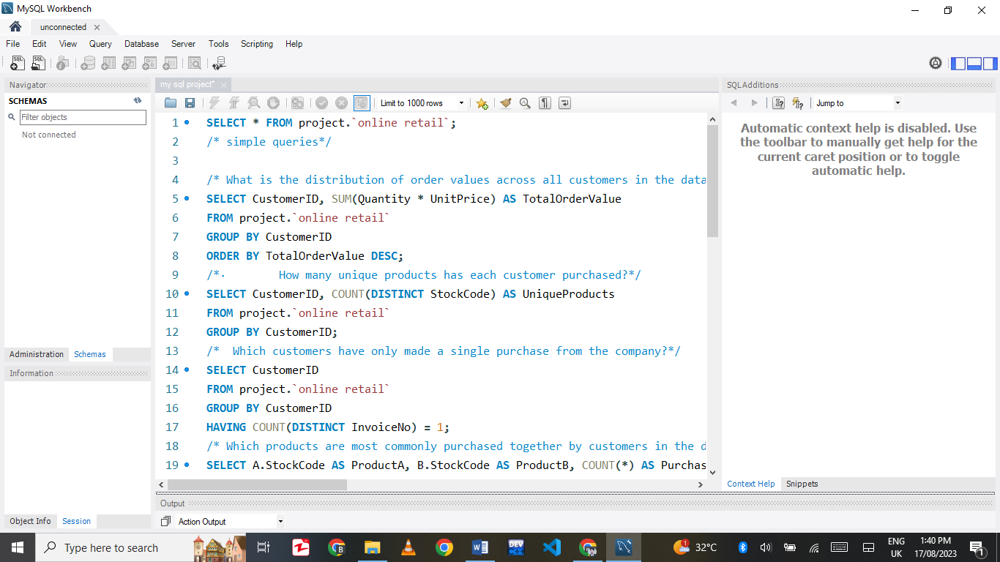 MySQL Workbench
unconnected
File Edit View Query Database Server Tools Scripting Help
Navigator
SCHEMAS
Filter objects
Not connected
Administration Schemas
Information
Object Info Session
my sql project*
Limit to 1000 rows
1 SELECT * FROM project.`online retail`;
2 /* simple queries*/
3
4 /* What is the distribution of order values across all customers in the data
5 SELECT CustomerID, SUM(Quantity * UnitPrice) AS TotalOrderValue
6 FROM project.`online retail`
7 GROUP BY CustomerID
8 ORDER BY TotalOrderValue DESC;
9 /*· How many unique products has each customer purchased?*/
10 SELECT CustomerID, COUNT(DISTINCT StockCode) AS UniqueProducts
11 FROM project.`online retail`
12 GROUP BY CustomerID;
13 /* Which customers have only made a single purchase from the company?*/
14 SELECT CustomerID
15 FROM project.`online retail`
16 GROUP BY CustomerID
17 HAVING COUNT(DISTINCT InvoiceNo) = 1;
18 /* Which products are most commonly purchased together by customers in the d
19 SELECT A.StockCode AS ProductA, B.StockCode AS ProductB, COUNT(*) AS Purchas
Output
Action Output
SQLAdditions
Jump to
Automatic context help is disabled. Use
the toolbar to manually get help for the
current caret position or to toggle
automatic help.
Context Help Snippets
Type here to search
DEV
1
32°C
ENG
UK
1:40 PM
17/08/2023
1